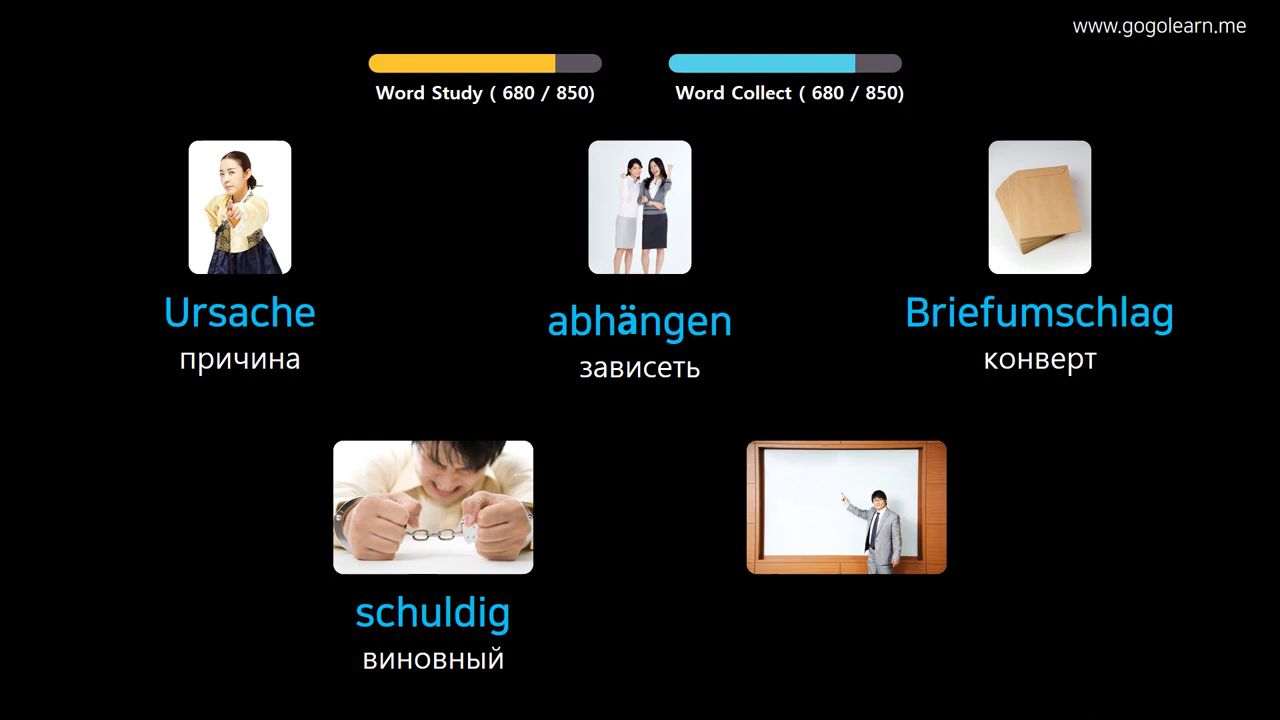 www.gogolearn.me
Word Study ( 680 / 850)
Word Collect ( 680 / 850)
Ursache
причина
abhängen
зависеть
Briefumschlag
конверт
schuldig
виновный